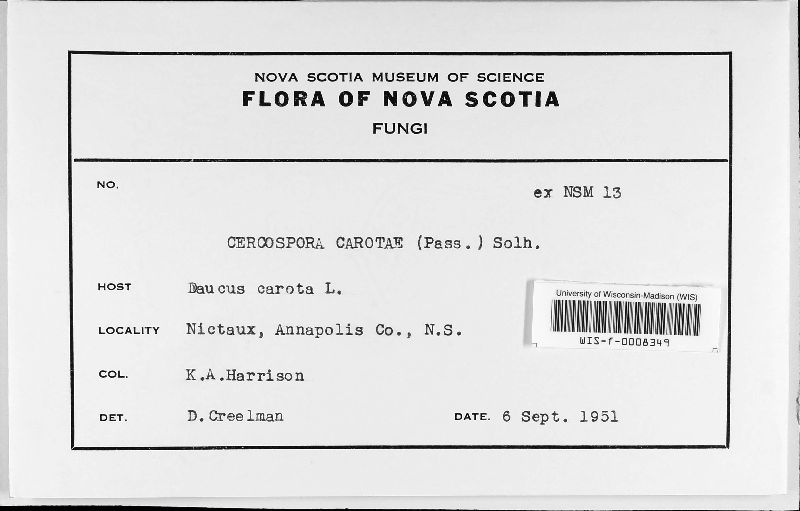 NOVA SCOTIA MUSEUM OF SCIENCE
FLORA OF NOVA SCOTIA
FUNGI
NO. ex NSM 13
CERCOSPORA CAROTAE (Pass.) Solh.
HOST Daucus carota L.
University of Wisconsin-Madison (WIS)
WIS-f-0008349
LOCALITY Nictaux, Annapolis Co., N.S.
COL. K.A.Harrison
DET. D.Creelman DATE. 6 Sept. 1951